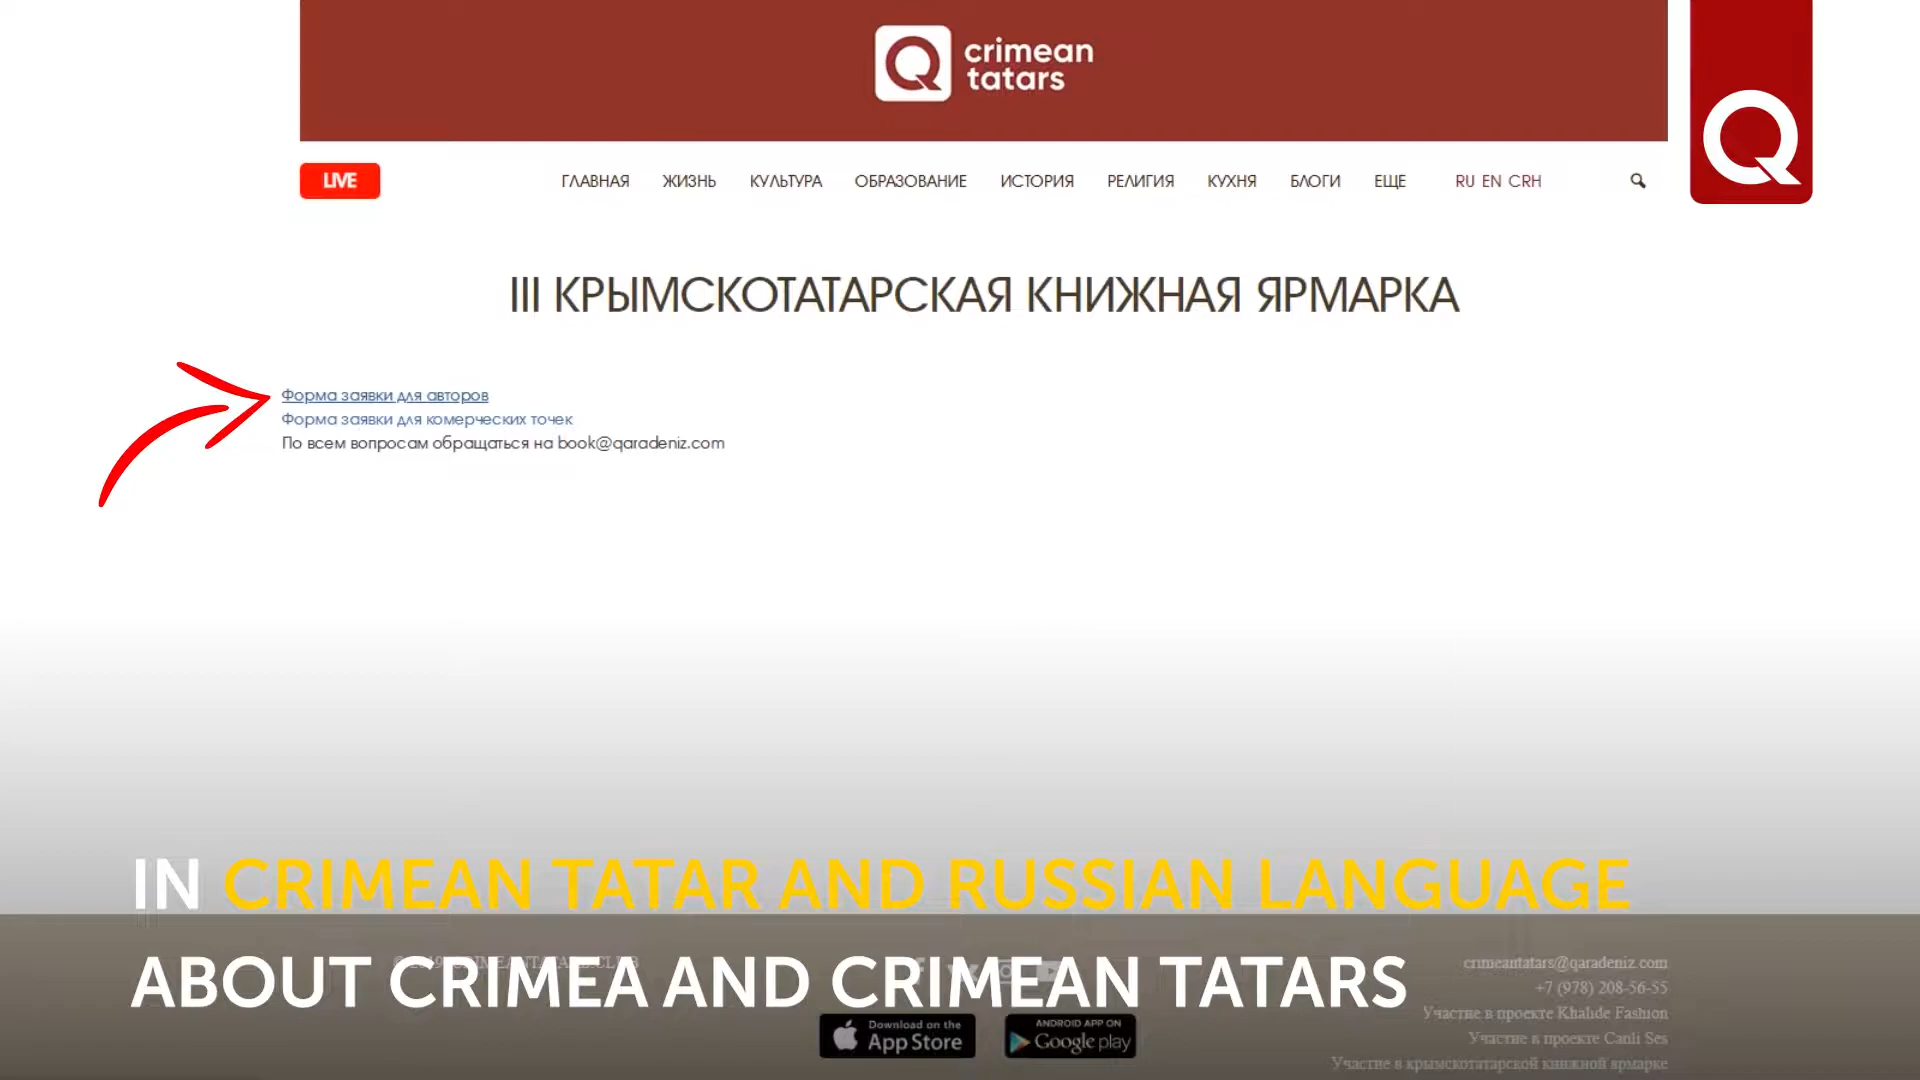 crimean
tatars
LIVE
ГЛАВНАЯ ЖИЗНЬ КУЛЬТУРА ОБРАЗОВАНИЕ ИСТОРИЯ РЕЛИГИЯ КУХНЯ БЛОГИ ЕЩЕ RU EN CRH
III КРЫМСКОТАТАРСКАЯ КНИЖНАЯ ЯРМАРКА
Форма заявки для авторов
Форма заявки для комерческих точек
По всем вопросам обращаться на book@qaradeniz.com
IN CRIMEAN TATAR AND RUSSIAN LANGUAGE
ABOUT CRIMEA AND CRIMEAN TATARS
crimeantatars@qaradeniz.com
+7 (978) 208-56-55
Участие в проекте Khalide Fashion
Участие в проекте Canli Ses
Участие в крымскотатарской книжной ярмарке
Download on the
App Store
ANDROID APP ON
Google play